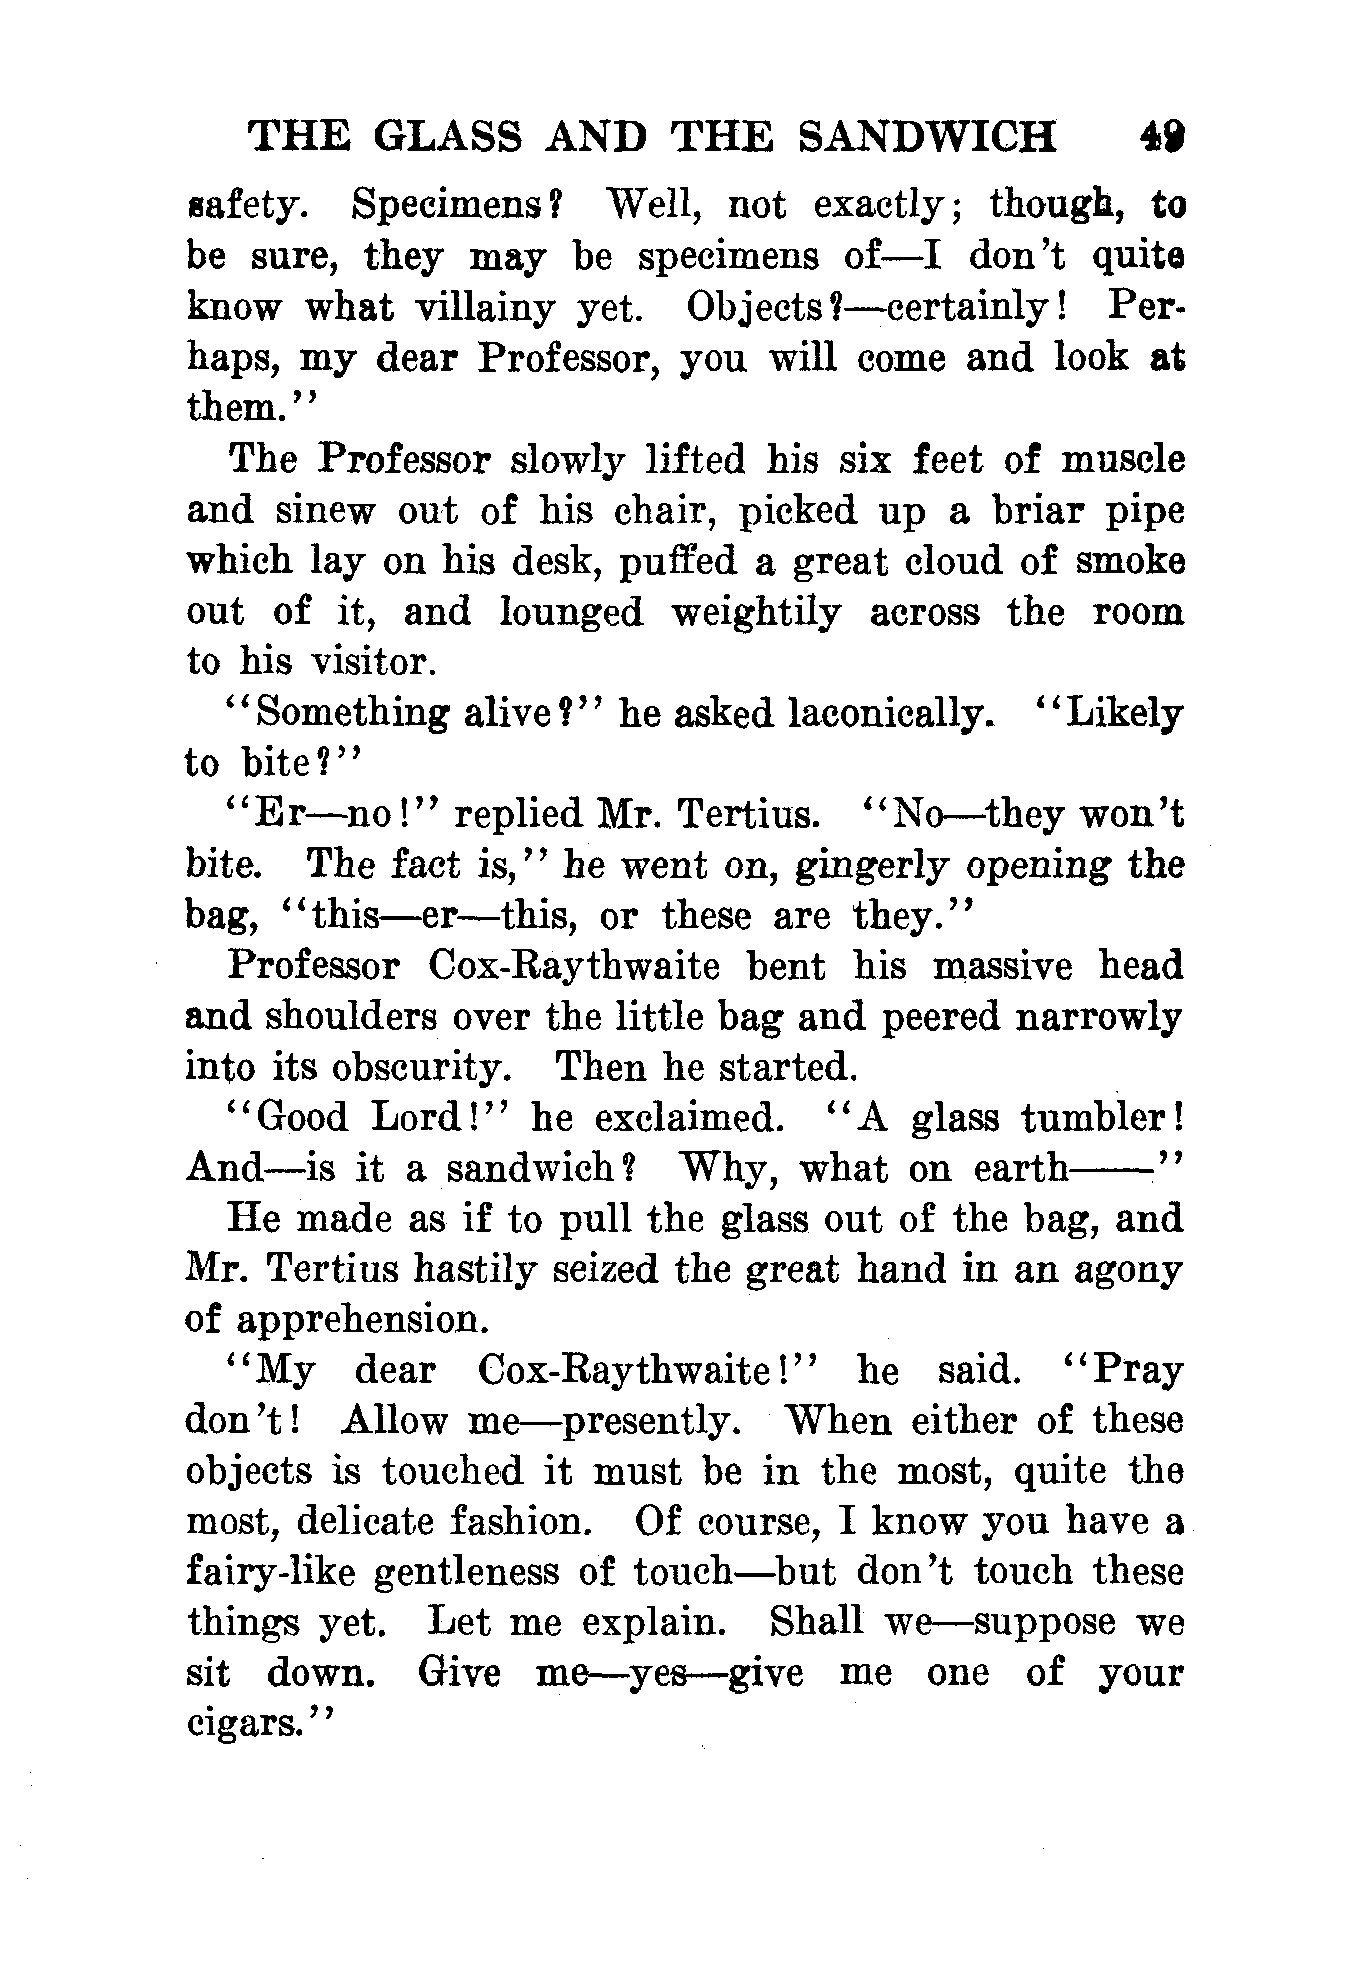 THE GLASS AND THE SANDWICH 49
safety. Specimens? Well, not exactly; though, to
be sure, they may be specimens of—I don't quite
know what villainy yet. Objects?—certainly! Per-
haps, my dear Professor, you will come and look at
them."
The Professor slowly lifted his six feet of muscle
and sinew out of his chair, picked up a briar pipe
which lay on his desk, puffed a great cloud of smoke
out of it, and lounged weightily across the room
to his visitor.
"Something alive?" he asked laconically. "Likely
to bite?"
"Er—no!" replied Mr. Tertius. "No—they won't
bite. The fact is," he went on, gingerly opening the
bag, "this—er—this, or these are they."
Professor Cox-Raythwaite bent his massive head
and shoulders over the little bag and peered narrowly
into its obscurity. Then he started.
"Good Lord!" he exclaimed. "A glass tumbler!
And—is it a sandwich? Why, what on earth——"
He made as if to pull the glass out of the bag, and
Mr. Tertius hastily seized the great hand in an agony
of apprehension.
"My dear Cox-Raythwaite!" he said. "Pray
don't! Allow me—presently. When either of these
objects is touched it must be in the most, quite the
most, delicate fashion. Of course, I know you have a
fairy-like gentleness of touch—but don't touch these
things yet. Let me explain. Shall we—suppose we
sit down. Give me—yes—give me one of your
cigars."